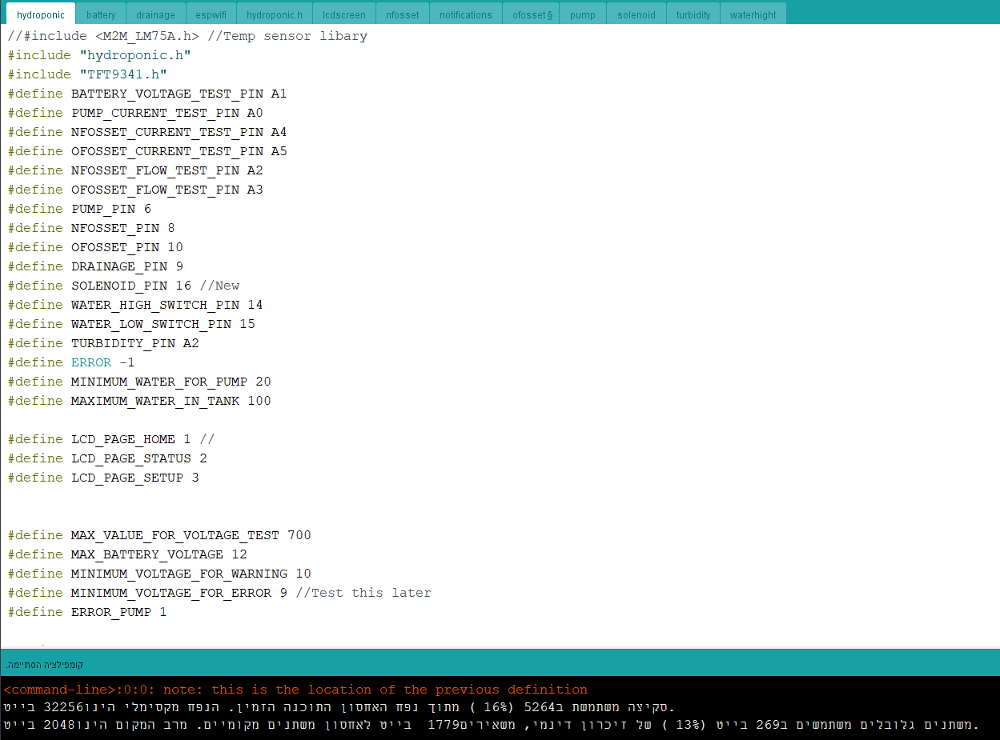 hydroponic battery drainage espwifi hydroponic.h lcdscreen nfosset notifications ofosset § pump solenoid turbidity waterhight
//#include <M2M_LM75A.h> //Temp sensor libary
#include "hydroponic.h"
#include "TFT9341.h"
#define BATTERY_VOLTAGE_TEST_PIN A1
#define PUMP_CURRENT_TEST_PIN A0
#define NFOSSET_CURRENT_TEST_PIN A4
#define OFOSSET_CURRENT_TEST_PIN A5
#define NFOSSET_FLOW_TEST_PIN A2
#define OFOSSET_FLOW_TEST_PIN A3
#define PUMP_PIN 6
#define NFOSSET_PIN 8
#define OFOSSET_PIN 10
#define DRAINAGE_PIN 9
#define SOLENOID_PIN 16 //New
#define WATER_HIGH_SWITCH_PIN 14
#define WATER_LOW_SWITCH_PIN 15
#define TURBIDITY_PIN A2
#define ERROR -1
#define MINIMUM_WATER_FOR_PUMP 20
#define MAXIMUM_WATER_IN_TANK 100
#define LCD_PAGE_HOME 1 //
#define LCD_PAGE_STATUS 2
#define LCD_PAGE_SETUP 3
#define MAX_VALUE_FOR_VOLTAGE_TEST 700
#define MAX_BATTERY_VOLTAGE 12
#define MINIMUM_VOLTAGE_FOR_WARNING 10
#define MINIMUM_VOLTAGE_FOR_ERROR 9 //Test this later
#define ERROR_PUMP 1
קומפילציה הסתיימה.
<command-line>:0:0: note: this is the location of the previous definition
סקיצה משתמשת ב5264 (16% ) מתוך נפח האחסון התוכנה הזמין. הנפח מקסימלי הינו32256 בייט.
משתנים גלובלים משתמשים ב269 בייט (13% ) של זיכרון דינמי, משאירים1779 בייט לאחסון משתנים מקומיים. מרב המקום הינו2048 בייט.